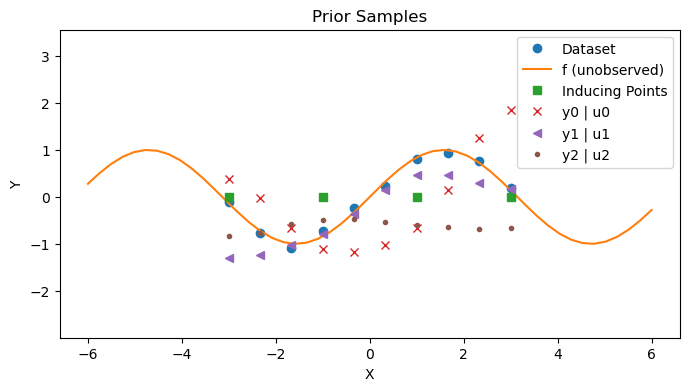 Prior Samples
3
2
1
0
−1
−2
Y
−6
−4
−2
0
2
4
6
X
Dataset
f (unobserved)
Inducing Points
y0 | u0
y1 | u1
y2 | u2